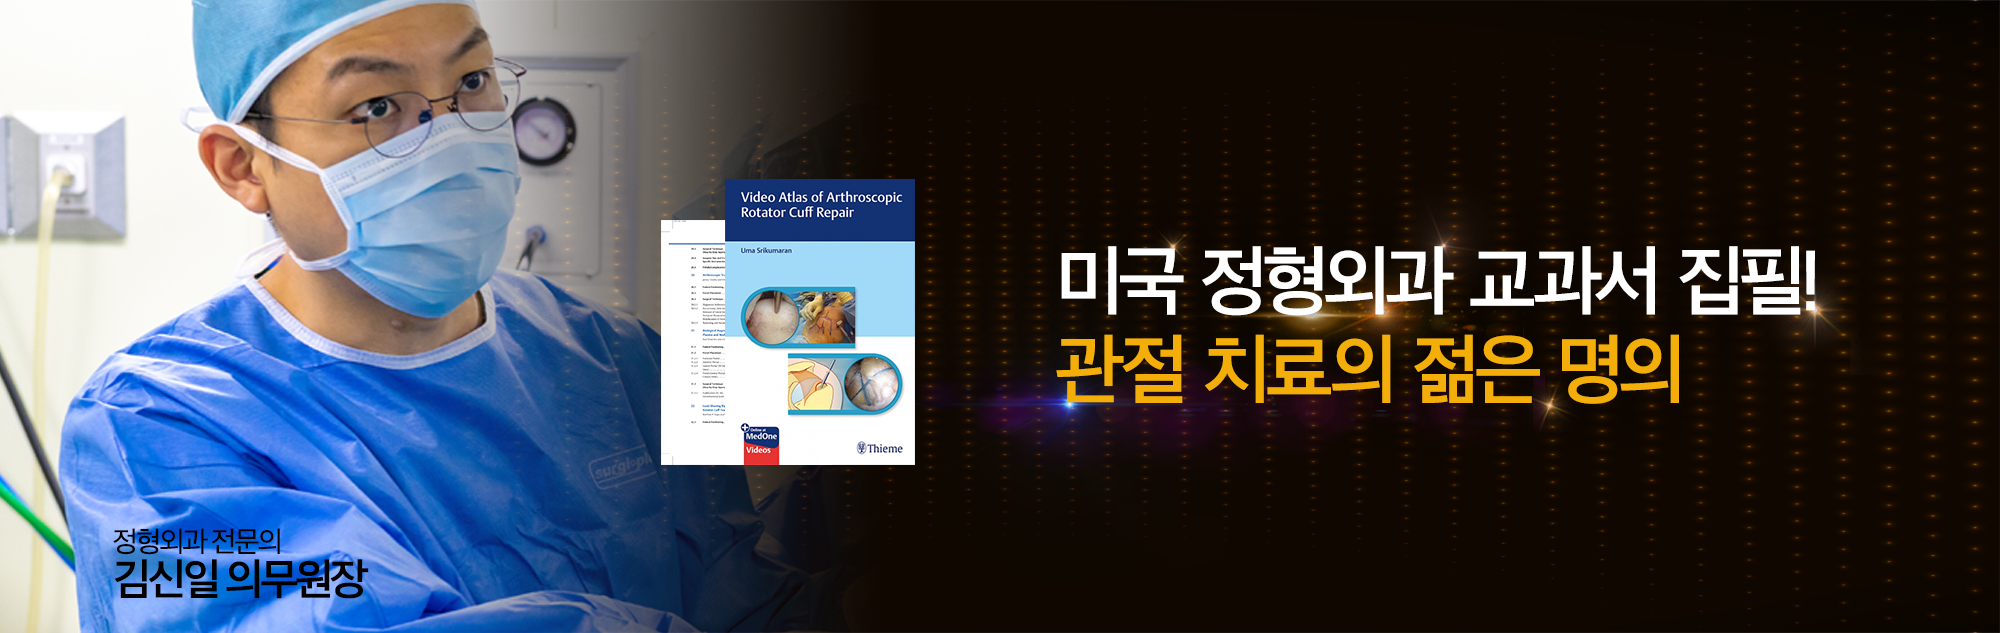 미국 정형외과 교과서 집필!
관절 치료의 젊은 명의
Video Atlas of Arthroscopic
Rotator Cuff Repair
Uma Srikumaran
Online at
MedOne
Videos
Thieme
정형외과 전문의
김신일 의무원장